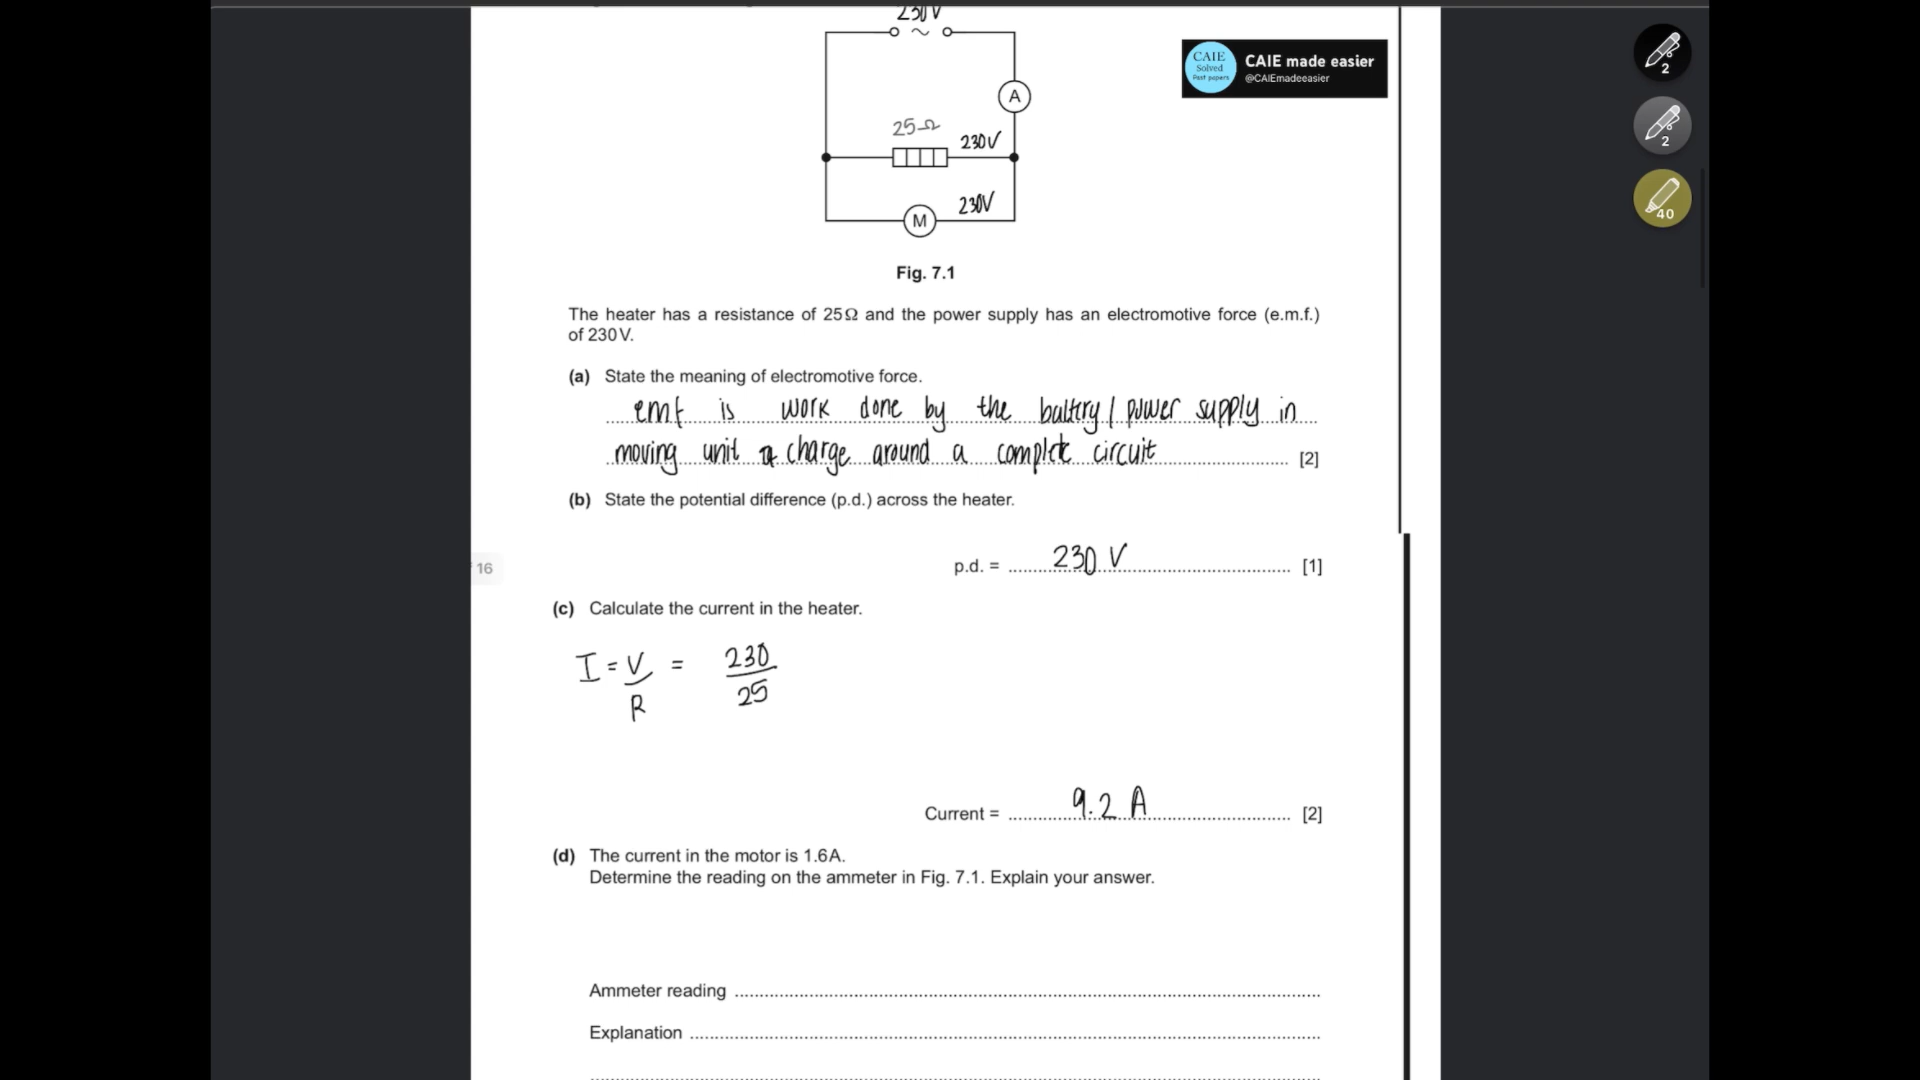 230V
CAIE
Solved
Past papers
CAIE made easier
@CAIEmadeeasier
2
A
25Ω
230V
2
230V
M
40
Fig. 7.1
The heater has a resistance of 25Ω and the power supply has an electromotive force (e.m.f.)
of 230V.
(a) State the meaning of electromotive force.
emf is work done by the battery / power supply in
moving unit charge around a complete circuit [2]
(b) State the potential difference (p.d.) across the heater.
16
p.d. = 230 V [1]
(c) Calculate the current in the heater.
I = V/R = 230/25
Current = 9.2 A [2]
(d) The current in the motor is 1.6A.
Determine the reading on the ammeter in Fig. 7.1. Explain your answer.
Ammeter reading
Explanation